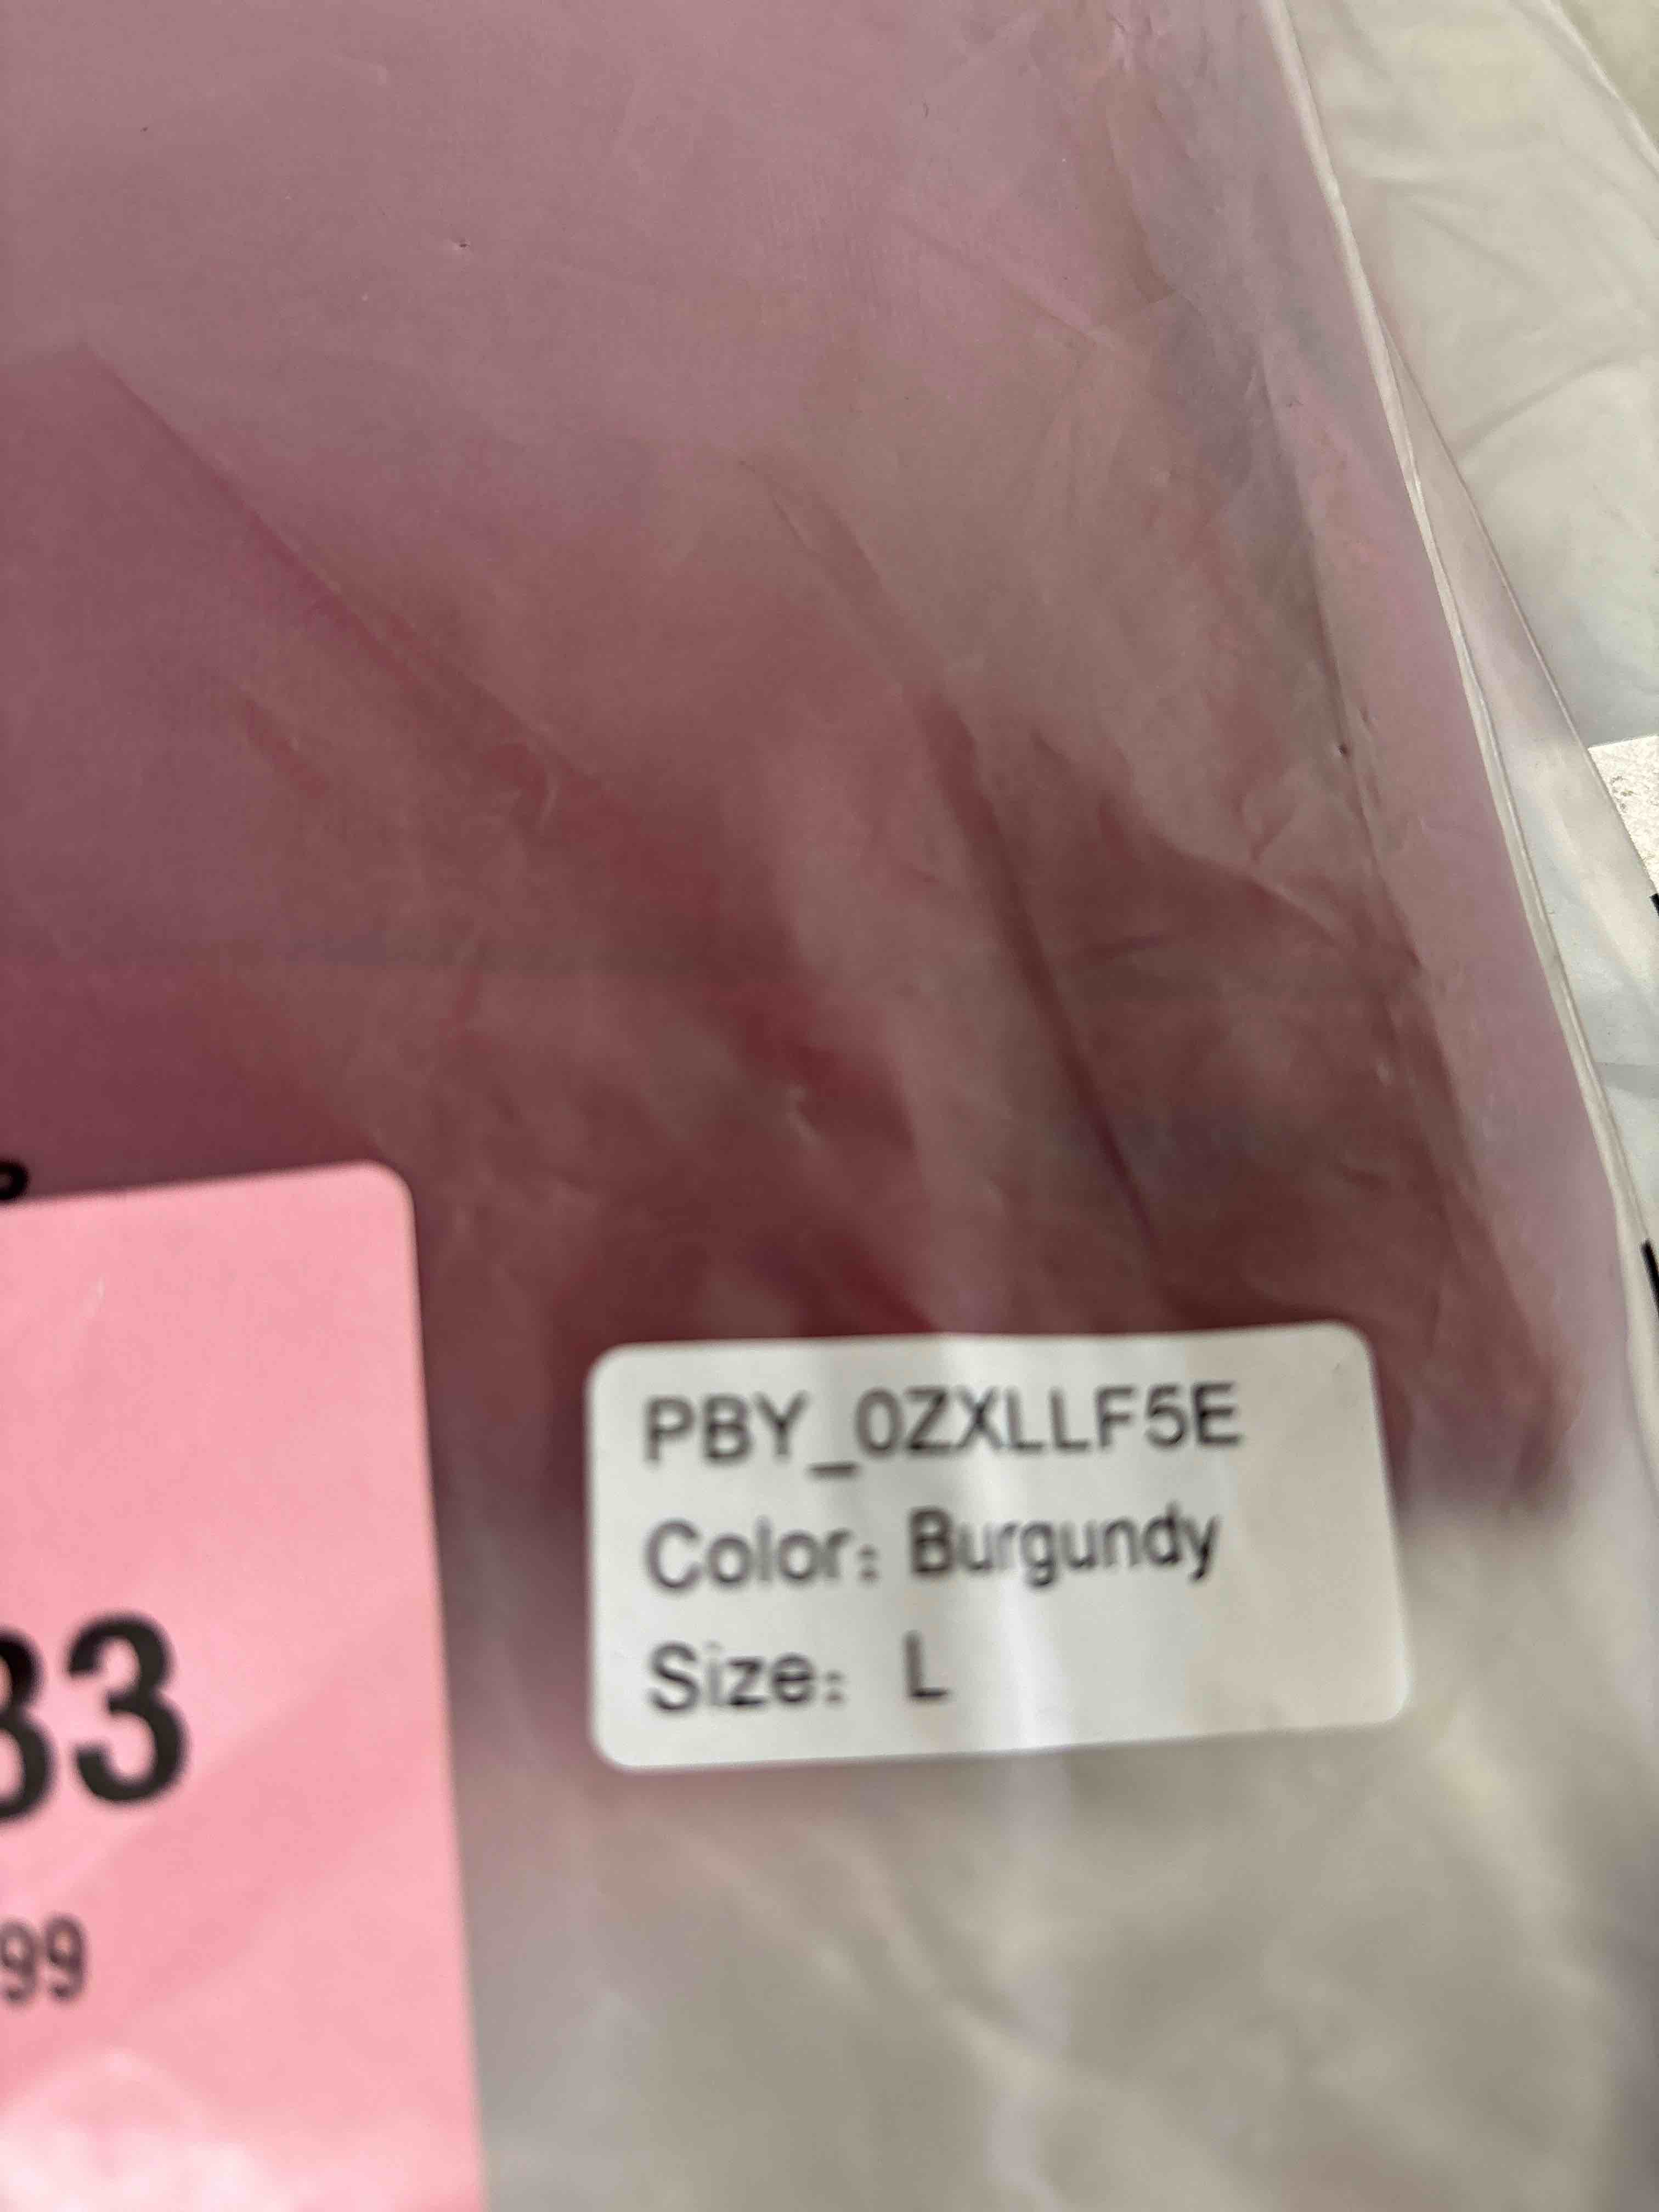 PBY_0ZXLLF5E
Color: Burgundy
Size: L
33
99